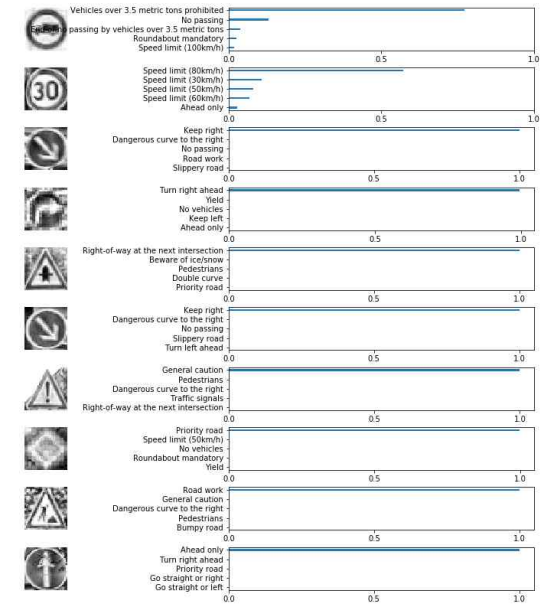 Vehicles over 3.5 metric tons prohibited
No passing
passing by vehicles over 3.5 metric tons
Roundabout mandatory
Speed limit (100km/h)
0.0 0.5 1.0
30
Speed limit (80km/h)
Speed limit (30km/h)
Speed limit (50km/h)
Speed limit (60km/h)
Ahead only
0.0 0.5 1.0
Keep right
Dangerous curve to the right
No passing
Road work
Slippery road
0.0 0.5 1.0
Turn right ahead
Yield
No vehicles
Keep left
Ahead only
0.0 0.5 1.0
Right-of-way at the next intersection
Beware of ice/snow
Pedestrians
Double curve
Priority road
0.0 0.5 1.0
Keep right
Dangerous curve to the right
No passing
Slippery road
Turn left ahead
0.0 0.5 1.0
General caution
Pedestrians
Dangerous curve to the right
Traffic signals
Right-of-way at the next intersection
0.0 0.5 1.0
Priority road
Speed limit (50km/h)
No vehicles
Roundabout mandatory
Yield
0.0 0.5 1.0
Road work
General caution
Dangerous curve to the right
Pedestrians
Bumpy road
0.0 0.5 1.0
Ahead only
Turn right ahead
Priority road
Go straight or right
Go straight or left
0.0 0.5 1.0